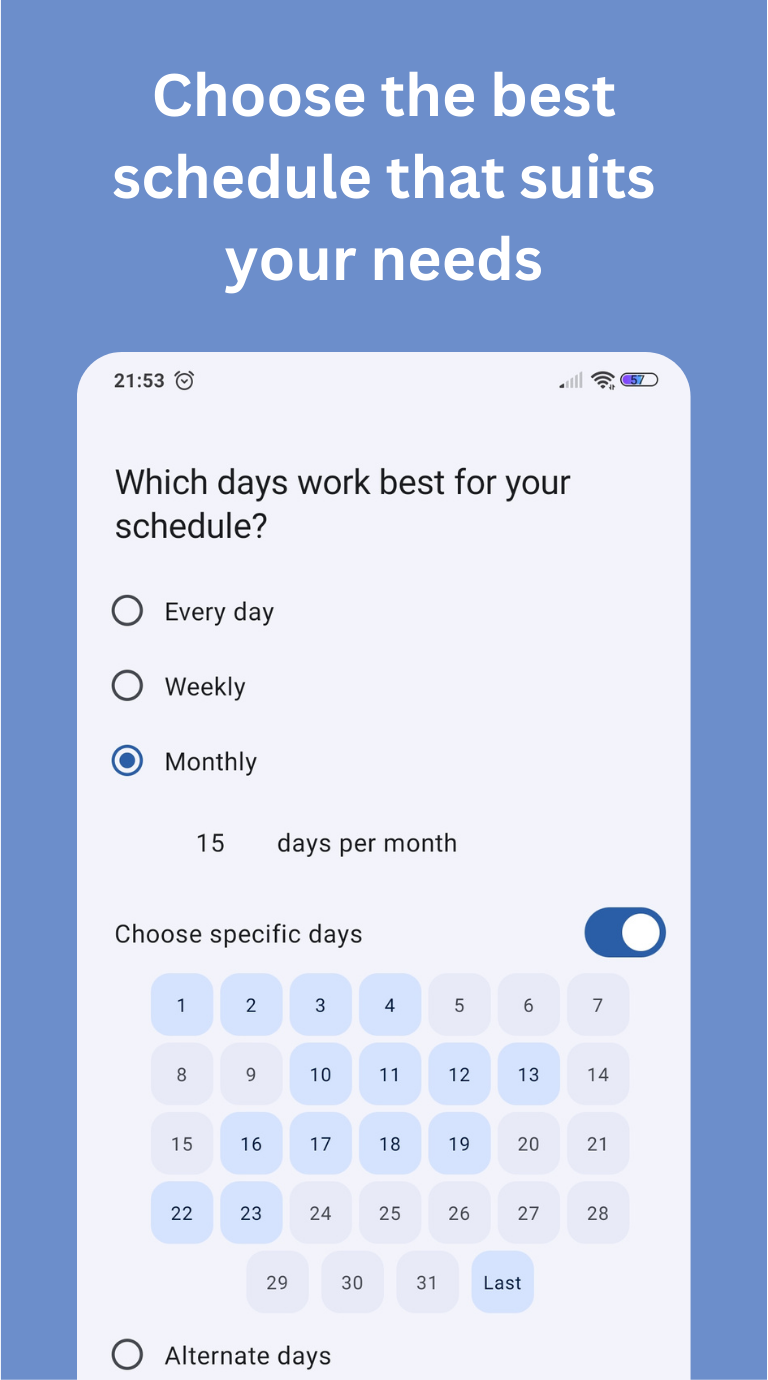 Choose the best
schedule that suits
your needs
21:53 57
Which days work best for your
schedule?
Every day
Weekly
Monthly
15 days per month
Choose specific days
1 2 3 4 5 6 7
8 9 10 11 12 13 14
15 16 17 18 19 20 21
22 23 24 25 26 27 28
29 30 31 Last
Alternate days